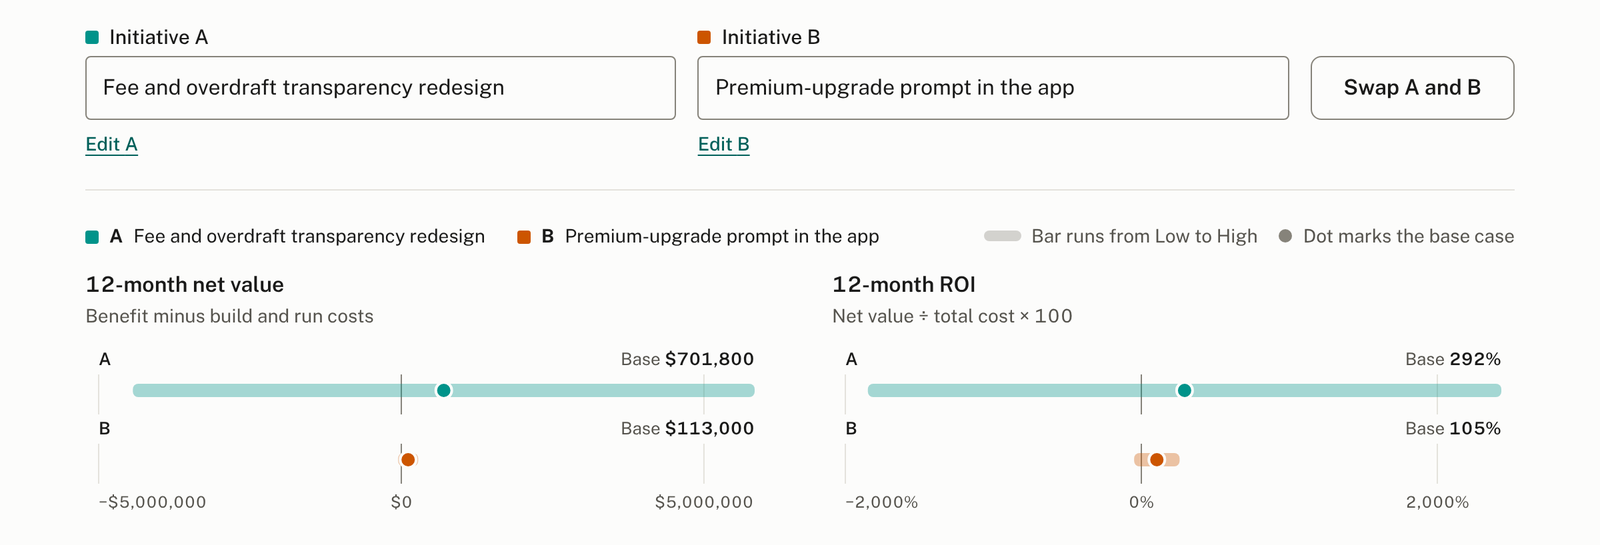 Initiative A
Initiative B
Fee and overdraft transparency redesign
Premium-upgrade prompt in the app
Swap A and B
Edit A
Edit B
A Fee and overdraft transparency redesign
B Premium-upgrade prompt in the app
Bar runs from Low to High
Dot marks the base case
12-month net value
Benefit minus build and run costs
A
Base $701,800
B
Base $113,000
−$5,000,000
$0
$5,000,000
12-month ROI
Net value ÷ total cost × 100
A
Base 292%
B
Base 105%
−2,000%
0%
2,000%